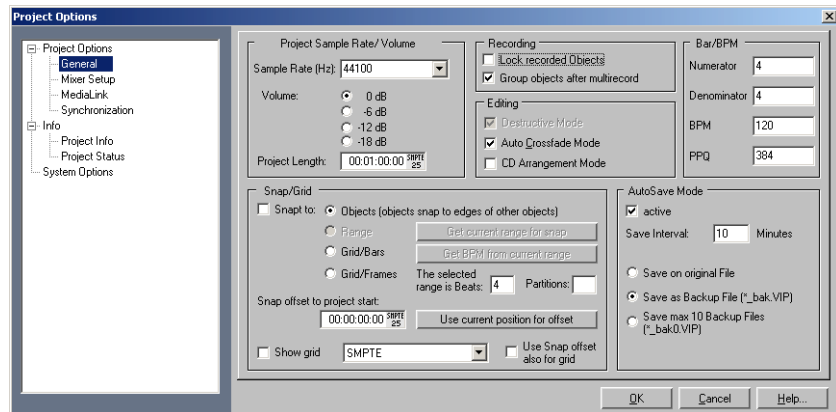 Project Options
Project Options
General
Mixer Setup
MediaLink
Synchronization
Info
Project Info
Project Status
System Options
Project Sample Rate/ Volume
Sample Rate (Hz): 44100
Volume:
0 dB
-6 dB
-12 dB
-18 dB
Project Length: 00:01:00:00 SMPTE 25
Recording
Lock recorded Objects
Group objects after multirecord
Editing
Destructive Mode
Auto Crossfade Mode
CD Arrangement Mode
Bar/BPM
Numerator 4
Denominator 4
BPM 120
PPQ 384
Snap/Grid
Snapt to: Objects (objects snap to edges of other objects)
Range Get current range for snap
Grid/Bars Get BPM from current range
Grid/Frames
The selected
range is Beats: 4 Partitions:
Snap offset to project start:
00:00:00:00 SMPTE 25 Use current position for offset
Show grid SMPTE
Use Snap offset
also for grid
AutoSave Mode
active
Save Interval: 10 Minutes
Save on original File
Save as Backup File (*_bak.VIP)
Save max 10 Backup Files
(*_bak0.VIP)
OK Cancel Help...